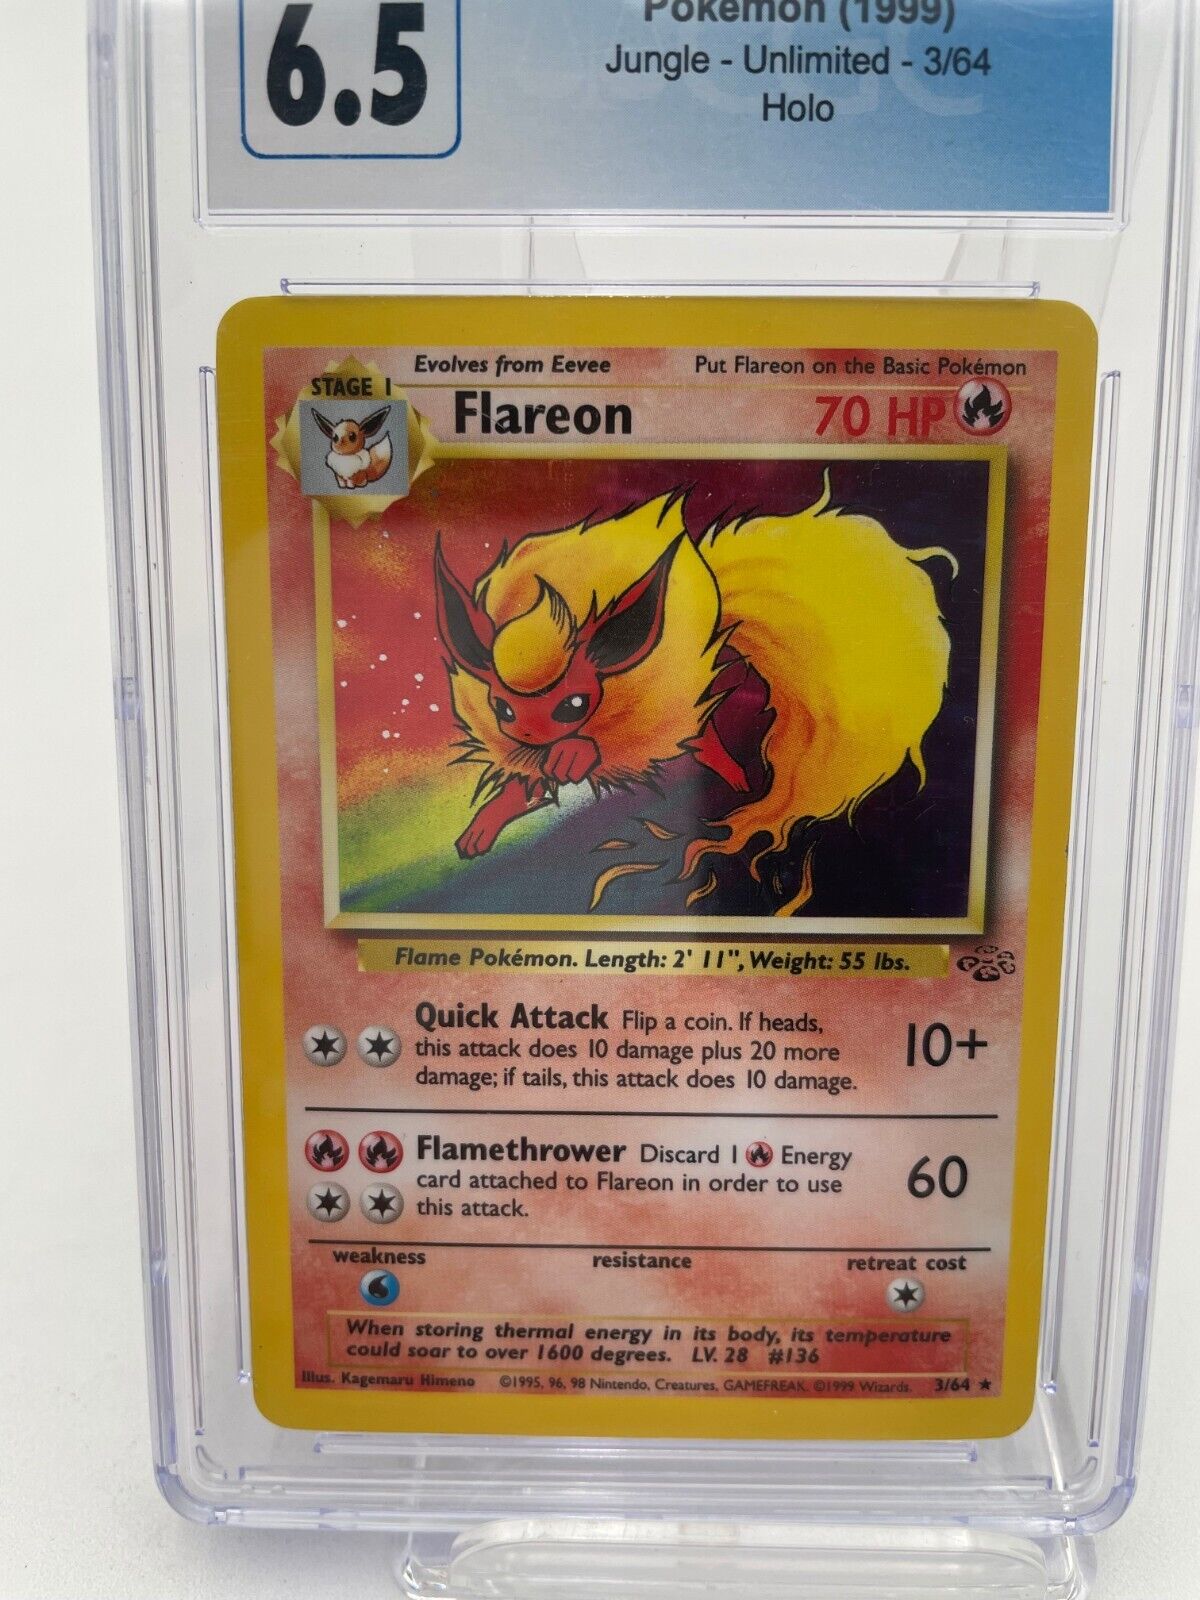 6.5
Pokémon (1999)
Jungle - Unlimited - 3/64
Holo
CGC
Evolves from Eevee
Put Flareon on the Basic Pokémon
STAGE 1
Flareon
70 HP
Flame Pokémon. Length: 2' 11", Weight: 55 lbs.
Quick Attack Flip a coin. If heads,
this attack does 10 damage plus 20 more
damage; if tails, this attack does 10 damage.
10+
Flamethrower Discard 1 Energy
card attached to Flareon in order to use
this attack.
60
weakness
resistance
retreat cost
When storing thermal energy in its body, its temperature
could soar to over 1600 degrees. LV. 28 #136
Illus. Kagemaru Himeno ©1995, 96, 98 Nintendo, Creatures, GAMEFREAK. ©1999 Wizards. 3/64 ★